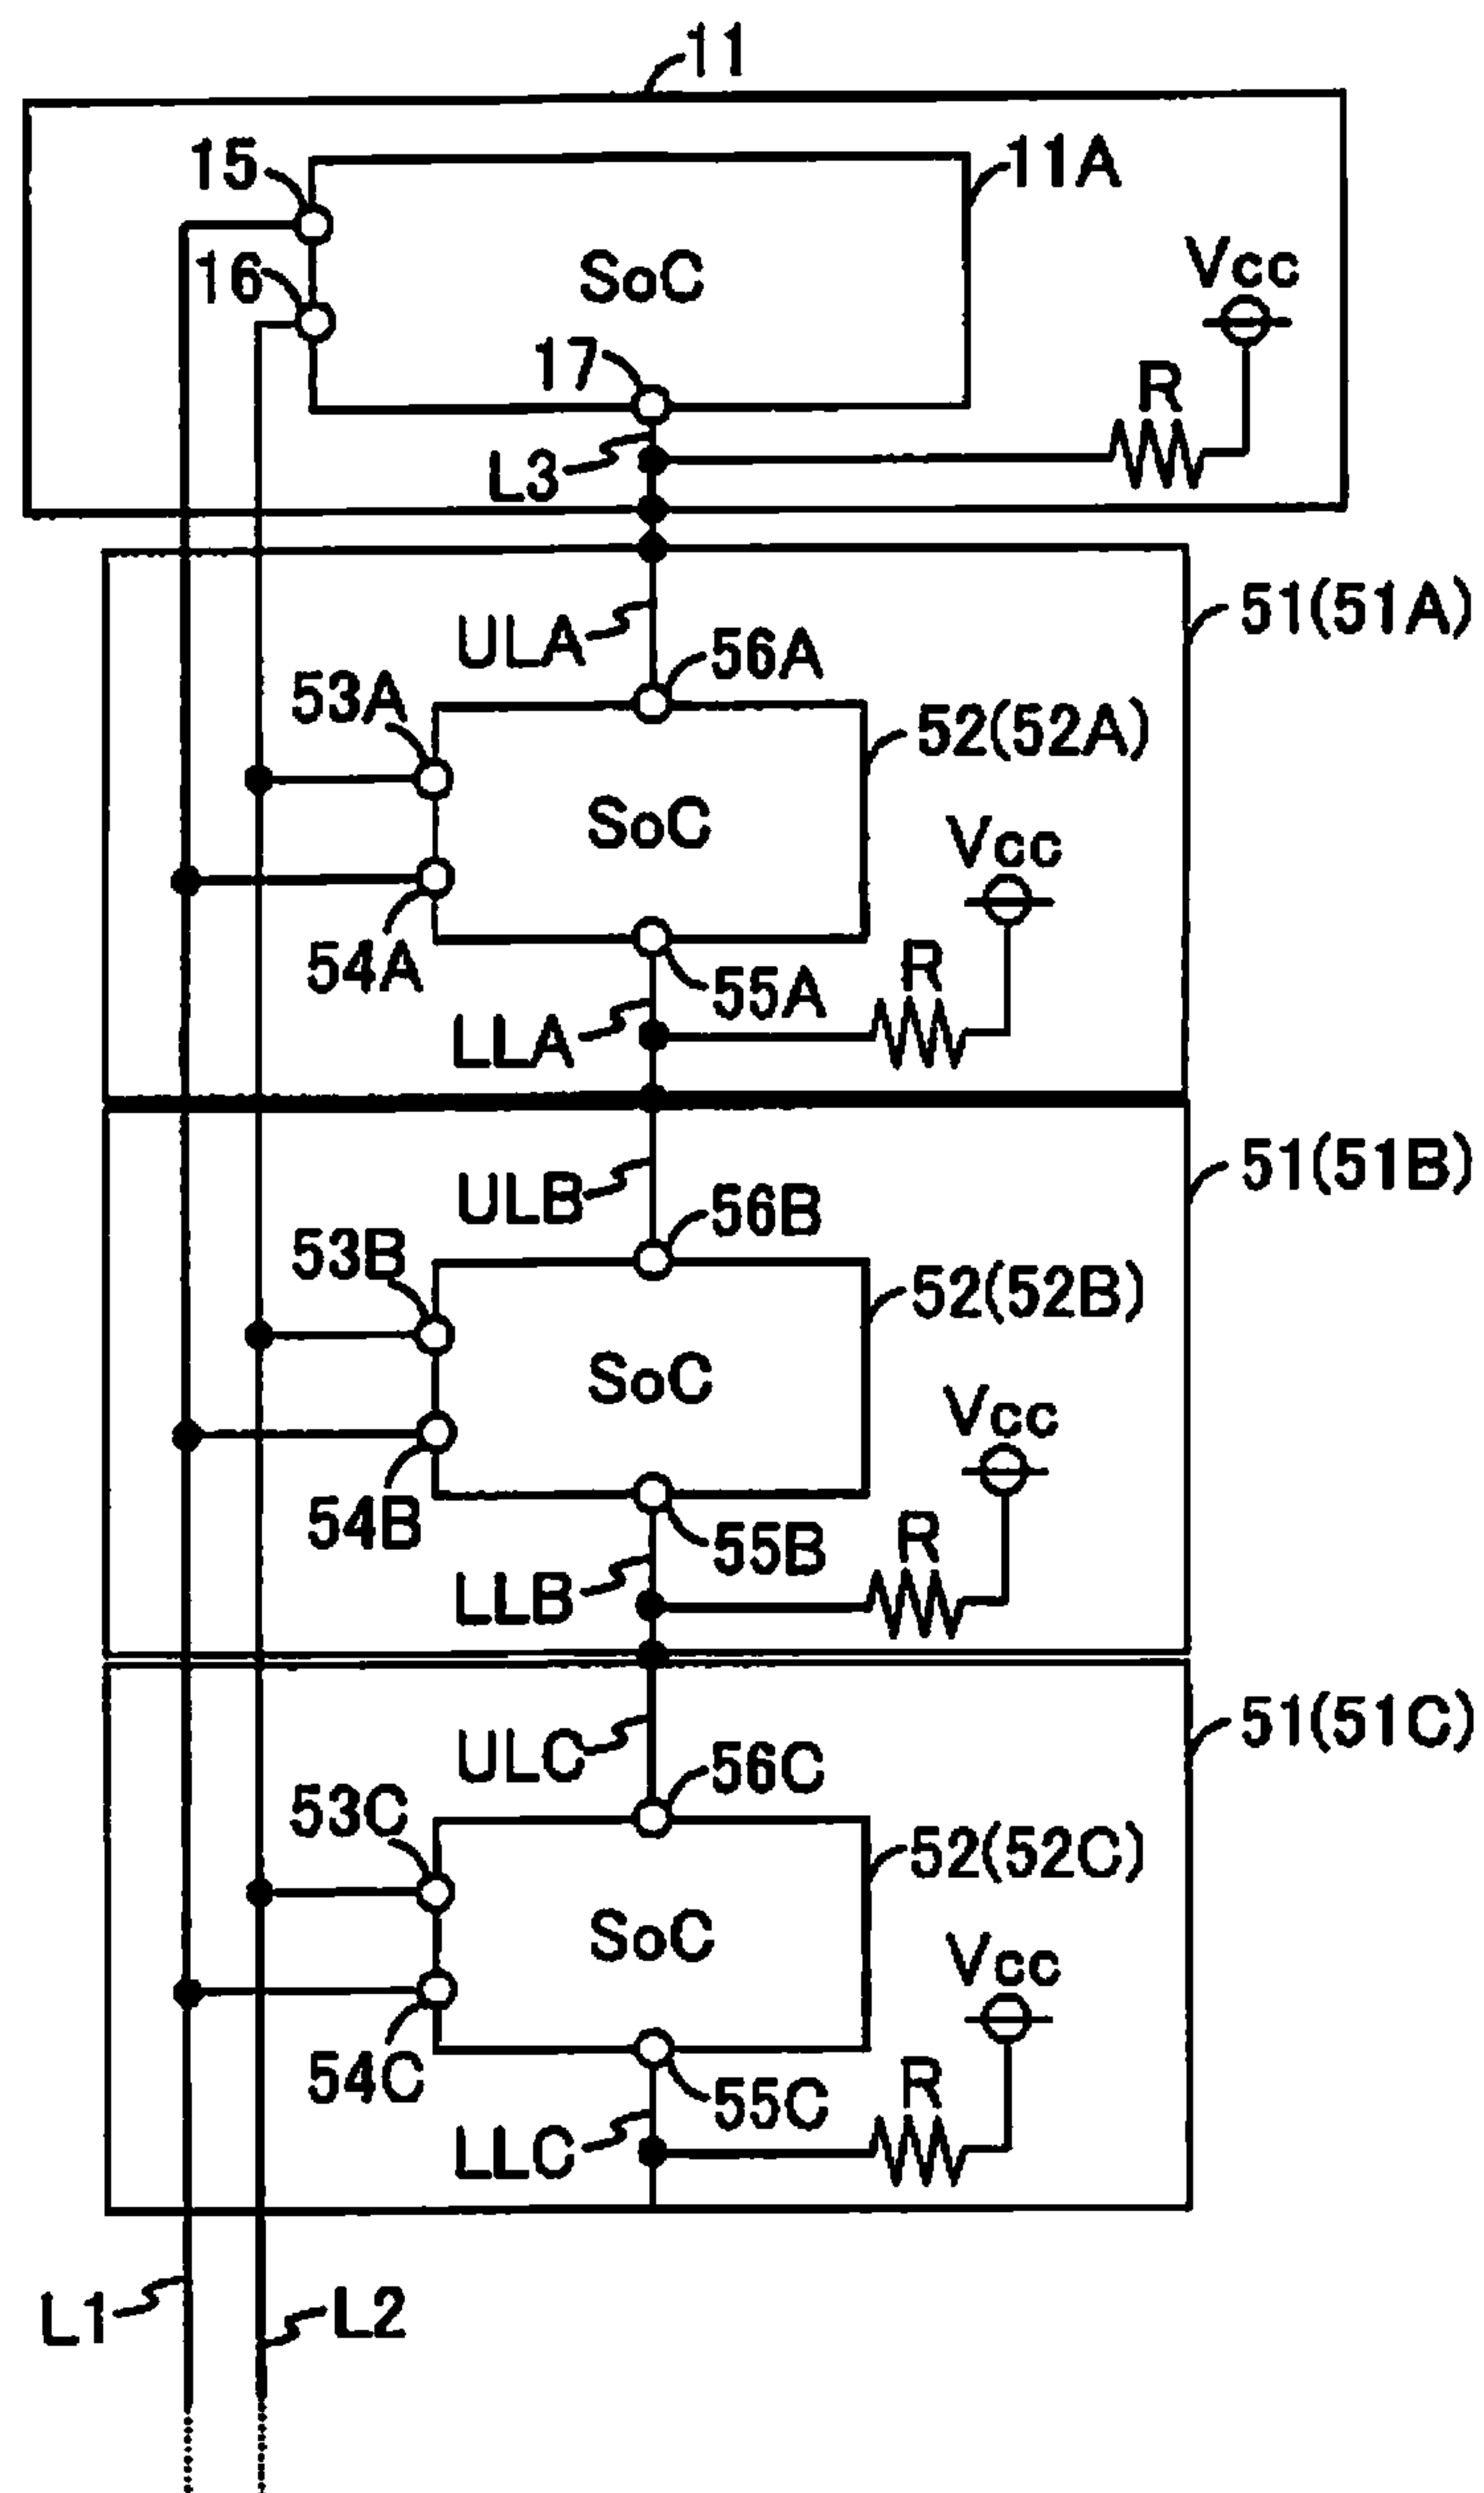 11
15
11A
16
SoC
Vcc
17
R
L3
51(51A)
ULA
56A
53A
52(52A)
SoC
Vcc
54A
R
55A
LLA
51(51B)
ULB
56B
53B
52(52B)
SoC
Vcc
54B
R
55B
LLB
51(51C)
ULC
56C
53C
52(52C)
SoC
Vcc
54C
R
55C
LLC
L1
L2